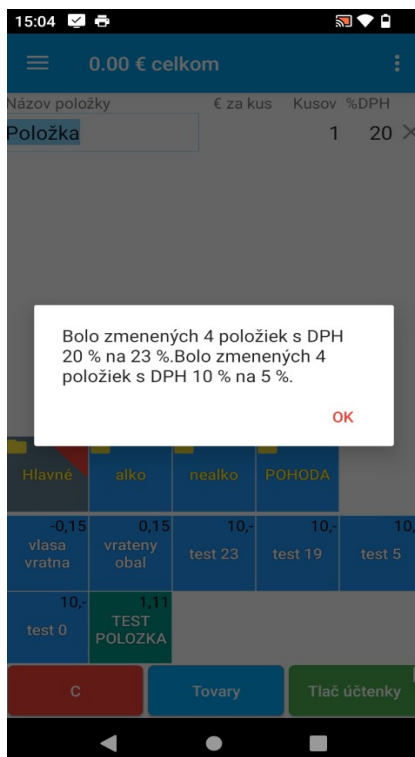 15:04
0.00 € celkom
Názov položky € za kus Kusov %DPH
Položka 1 20
Bolo zmenených 4 položiek s DPH
20 % na 23 %.Bolo zmenených 4
položiek s DPH 10 % na 5 %.
OK
Hlavné alko nealko POHODA
-0,15 0,15 10,- 10,- 10,
vlasa vratna vrateny obal test 23 test 19 test 5
10,- 1,11
test 0 TEST POLOZKA
C Tovary Tlač účtenky